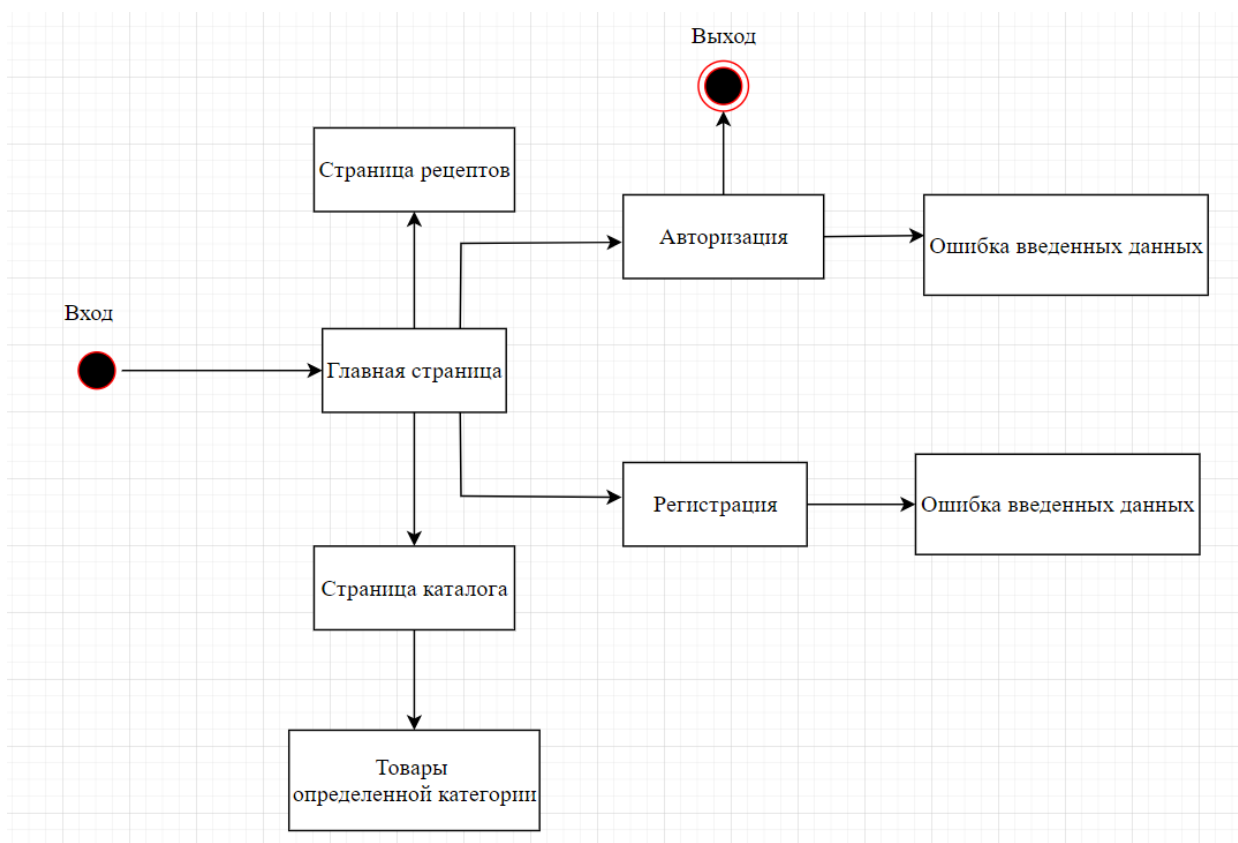 Выход
Страница рецептов
Авторизация
Ошибка введенных данных
Вход
Главная страница
Регистрация
Ошибка введенных данных
Страница каталога
Товары
определенной категории